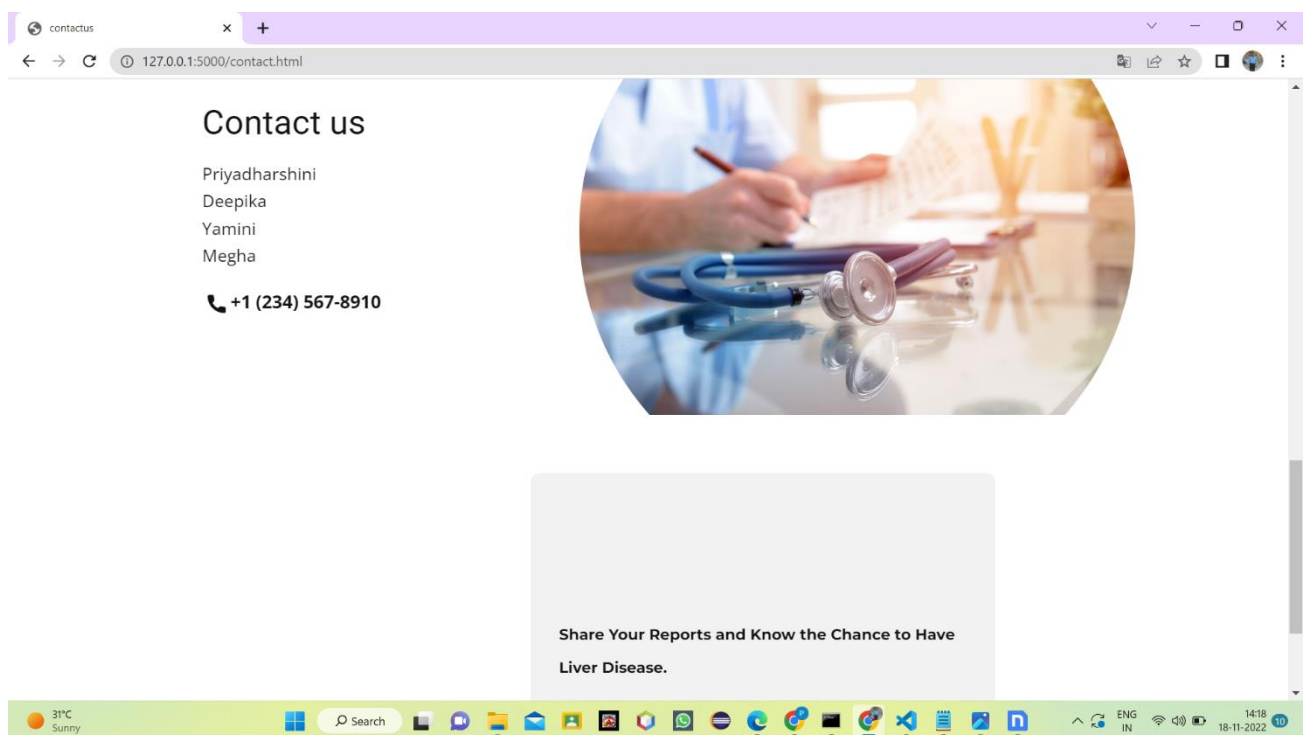 contactus
127.0.0.1:5000/contact.html
Contact us
Priyadharshini
Deepika
Yamini
Megha
+1 (234) 567-8910
Share Your Reports and Know the Chance to Have
Liver Disease.
31°C
Sunny
Search
ENG
IN
14:18
18-11-2022
10